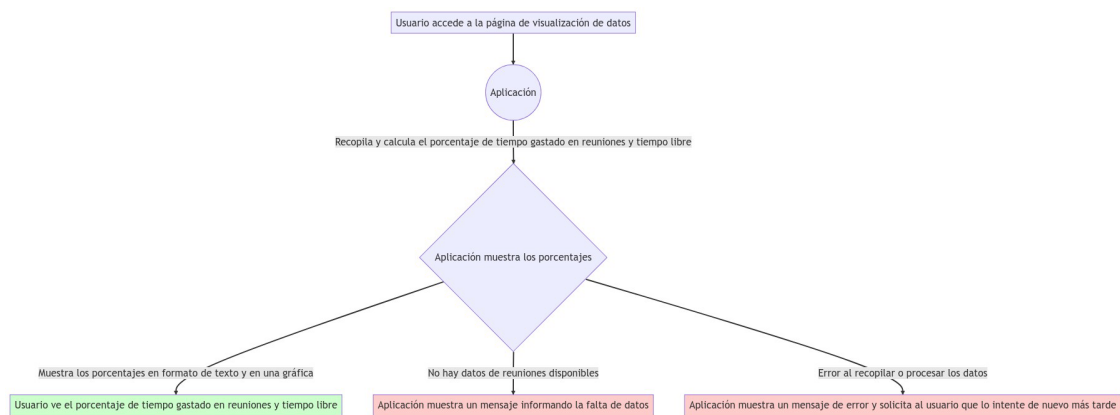 Usuario accede a la página de visualización de datos
Aplicación
Recopila y calcula el porcentaje de tiempo gastado en reuniones y tiempo libre
Aplicación muestra los porcentajes
Muestra los porcentajes en formato de texto y en una gráfica
No hay datos de reuniones disponibles
Error al recopilar o procesar los datos
Usuario ve el porcentaje de tiempo gastado en reuniones y tiempo libre
Aplicación muestra un mensaje informando la falta de datos
Aplicación muestra un mensaje de error y solicita al usuario que lo intente de nuevo más tarde